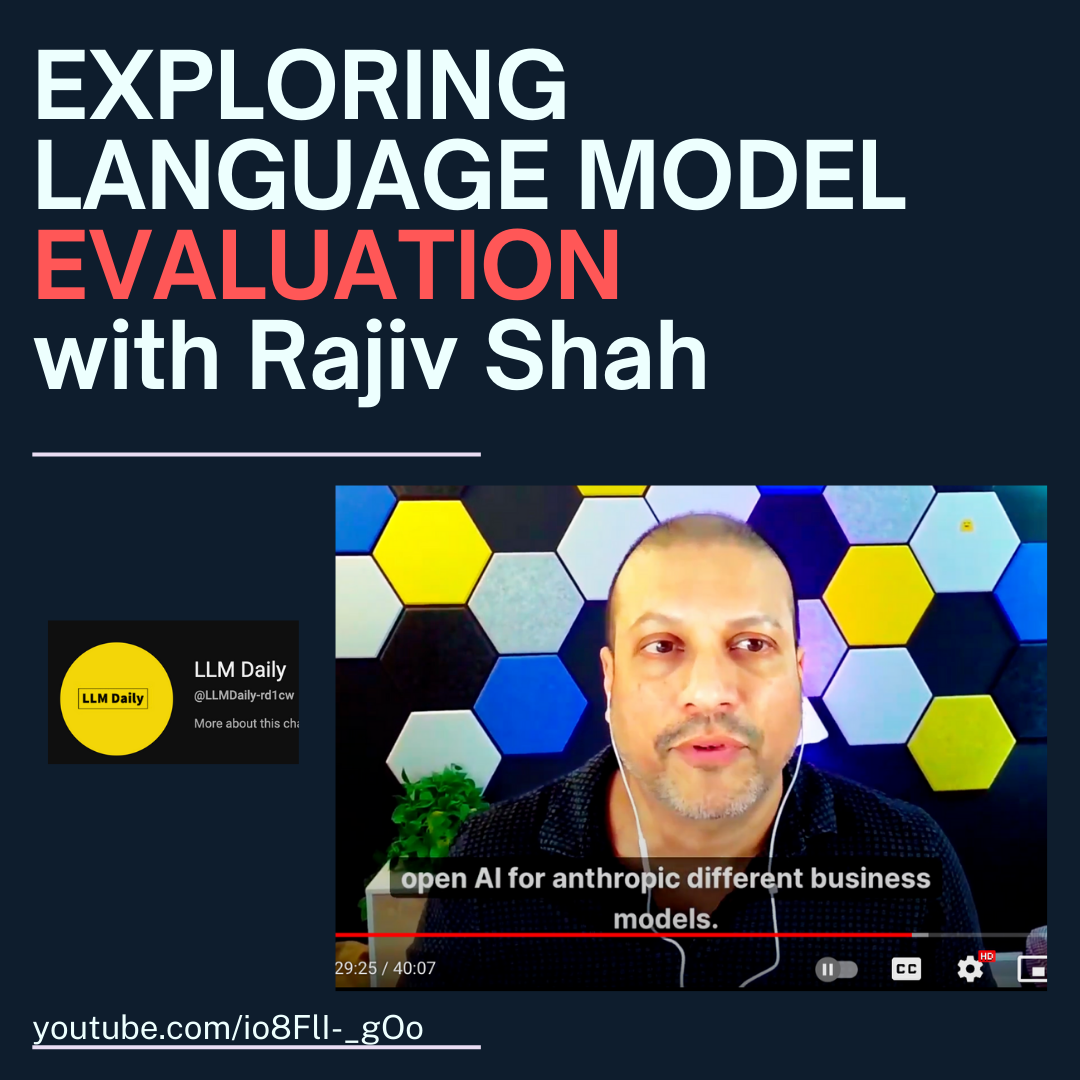 EXPLORING
LANGUAGE MODEL
EVALUATION
with Rajiv Shah
LLM Daily
LLM Daily
@LLMDaily-rd1cw
More about this cha
open AI for anthropic different business
models.
29:25 / 40:07
CC
HD
youtube.com/io8FlI-_gOo